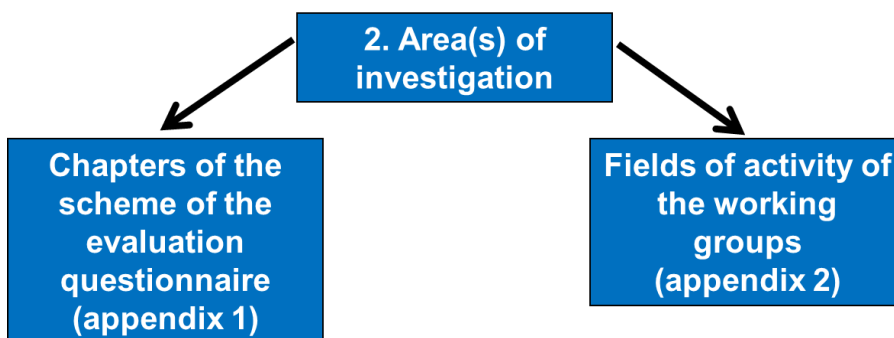 2. Area(s) of
investigation
Chapters of the
scheme of the
evaluation
questionnaire
(appendix 1)
Fields of activity of
the working
groups
(appendix 2)